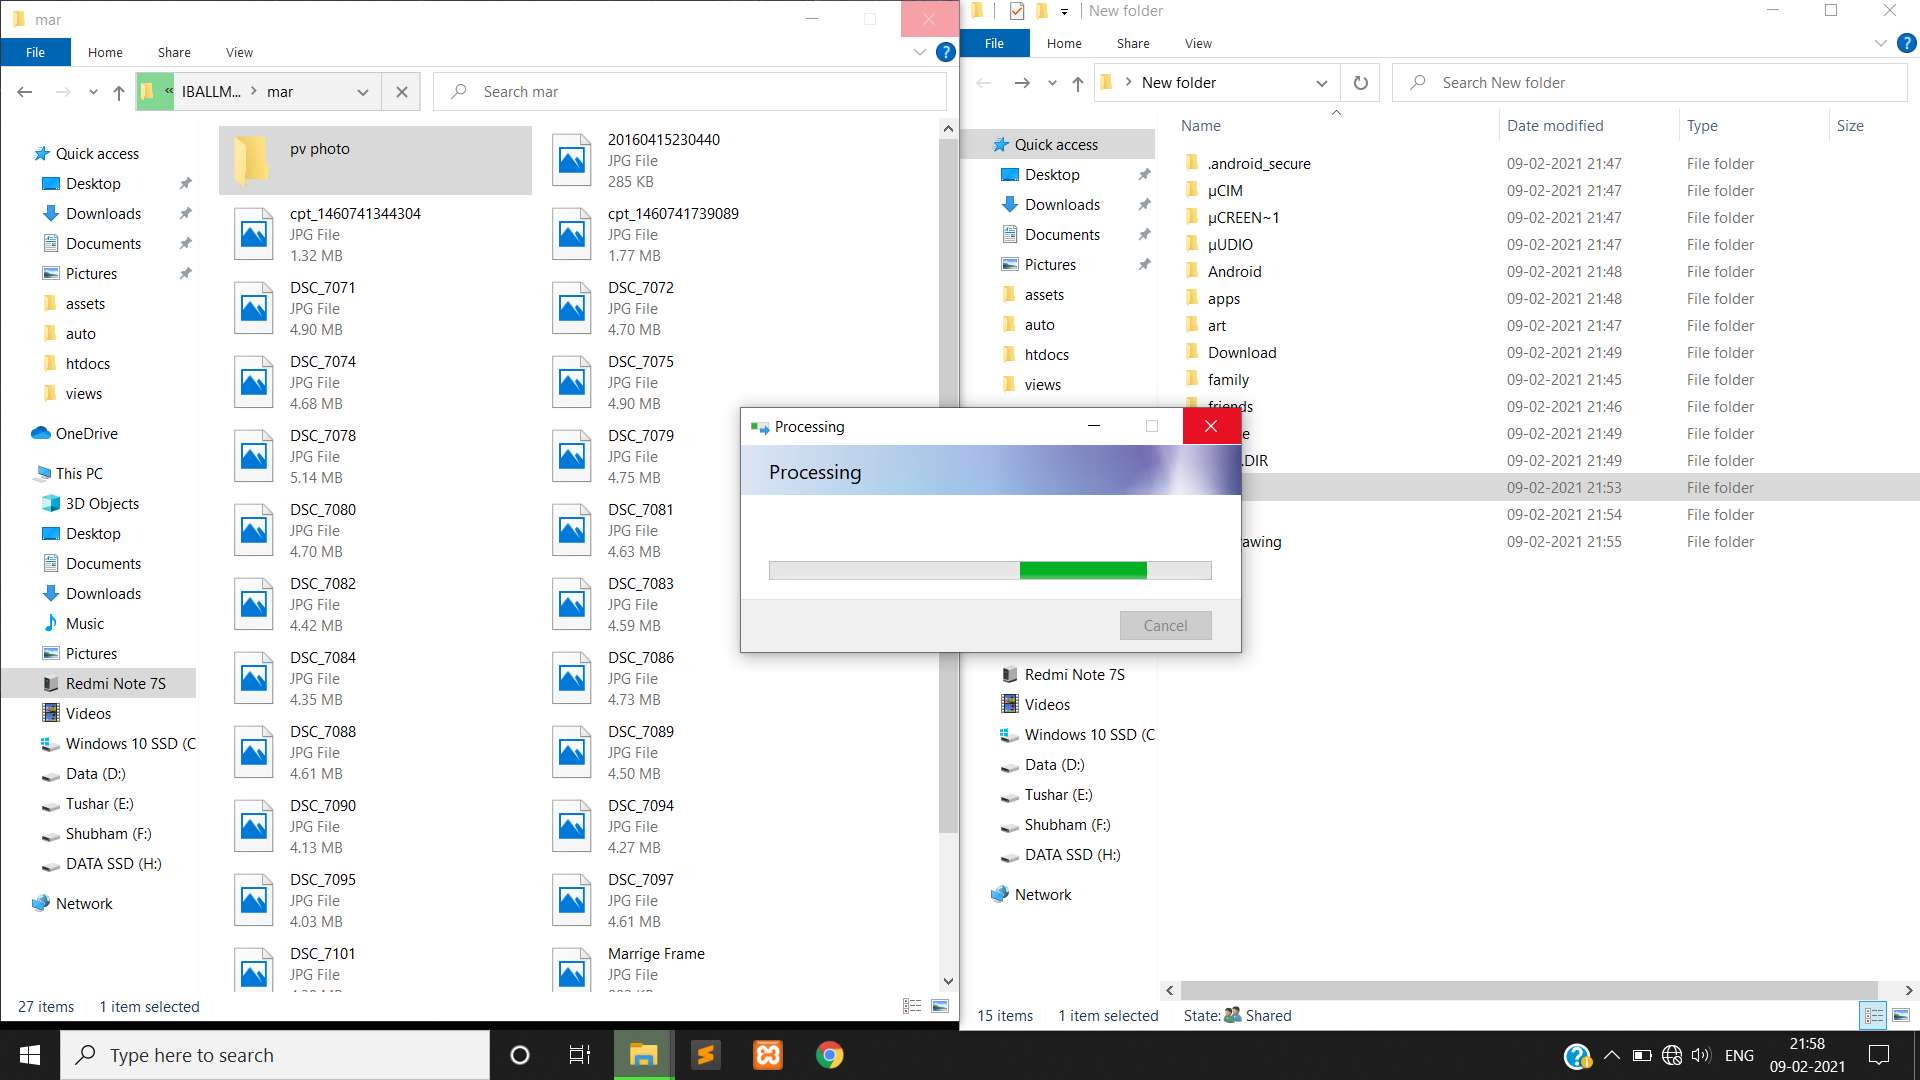 mar
File
Home
Share
View
«
IBALLM...
mar
Search mar
Quick access
Desktop
Downloads
Documents
Pictures
assets
auto
htdocs
views
OneDrive
This PC
3D Objects
Desktop
Documents
Downloads
Music
Pictures
Redmi Note 7S
Videos
Windows 10 SSD (C
Data (D:)
Tushar (E:)
Shubham (F:)
DATA SSD (H:)
Network
pv photo
20160415230440
JPG File
285 KB
cpt_1460741344304
JPG File
1.32 MB
cpt_1460741739089
JPG File
1.77 MB
DSC_7071
JPG File
4.90 MB
DSC_7072
JPG File
4.70 MB
DSC_7074
JPG File
4.68 MB
DSC_7075
JPG File
4.90 MB
DSC_7078
JPG File
5.14 MB
DSC_7079
JPG File
4.75 MB
DSC_7080
JPG File
4.70 MB
DSC_7081
JPG File
4.63 MB
DSC_7082
JPG File
4.42 MB
DSC_7083
JPG File
4.59 MB
DSC_7084
JPG File
4.35 MB
DSC_7086
JPG File
4.73 MB
DSC_7088
JPG File
4.61 MB
DSC_7089
JPG File
4.50 MB
DSC_7090
JPG File
4.13 MB
DSC_7094
JPG File
4.27 MB
DSC_7095
JPG File
4.03 MB
DSC_7097
JPG File
4.61 MB
DSC_7101
JPG File
Marrige Frame
JPG File
27 items
1 item selected
New folder
File
Home
Share
View
New folder
Search New folder
Quick access
Desktop
Downloads
Documents
Pictures
assets
auto
htdocs
views
Redmi Note 7S
Videos
Windows 10 SSD (C
Data (D:)
Tushar (E:)
Shubham (F:)
DATA SSD (H:)
Network
Name Date modified Type Size
.android_secure 09-02-2021 21:47 File folder
µCIM 09-02-2021 21:47 File folder
µCREEN~1 09-02-2021 21:47 File folder
µUDIO 09-02-2021 21:47 File folder
Android 09-02-2021 21:48 File folder
apps 09-02-2021 21:48 File folder
art 09-02-2021 21:47 File folder
Download 09-02-2021 21:49 File folder
family 09-02-2021 21:45 File folder
friends 09-02-2021 21:46 File folder
e 09-02-2021 21:49 File folder
.DIR 09-02-2021 21:49 File folder
09-02-2021 21:53 File folder
09-02-2021 21:54 File folder
awing 09-02-2021 21:55 File folder
15 items
1 item selected
State: Shared
Processing
Processing
Cancel
Type here to search
ENG
21:58
09-02-2021